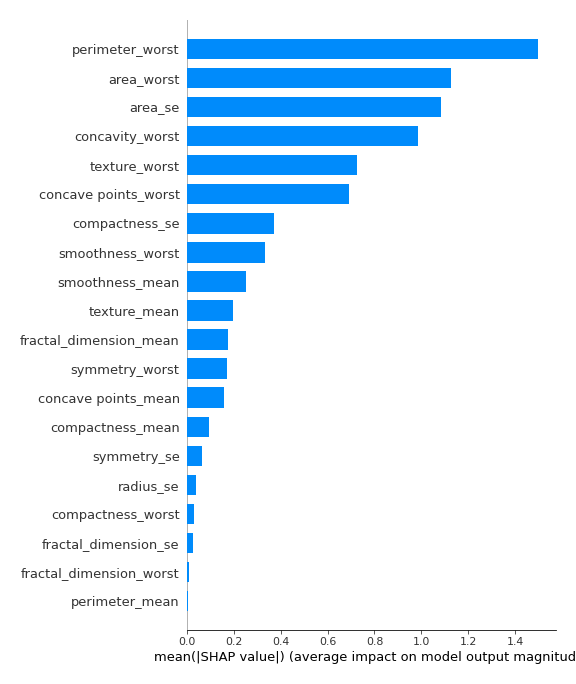 perimeter_worst
area_worst
area_se
concavity_worst
texture_worst
concave points_worst
compactness_se
smoothness_worst
smoothness_mean
texture_mean
fractal_dimension_mean
symmetry_worst
concave points_mean
compactness_mean
symmetry_se
radius_se
compactness_worst
fractal_dimension_se
fractal_dimension_worst
perimeter_mean
0.0 0.2 0.4 0.6 0.8 1.0 1.2 1.4
mean(|SHAP value|) (average impact on model output magnitud